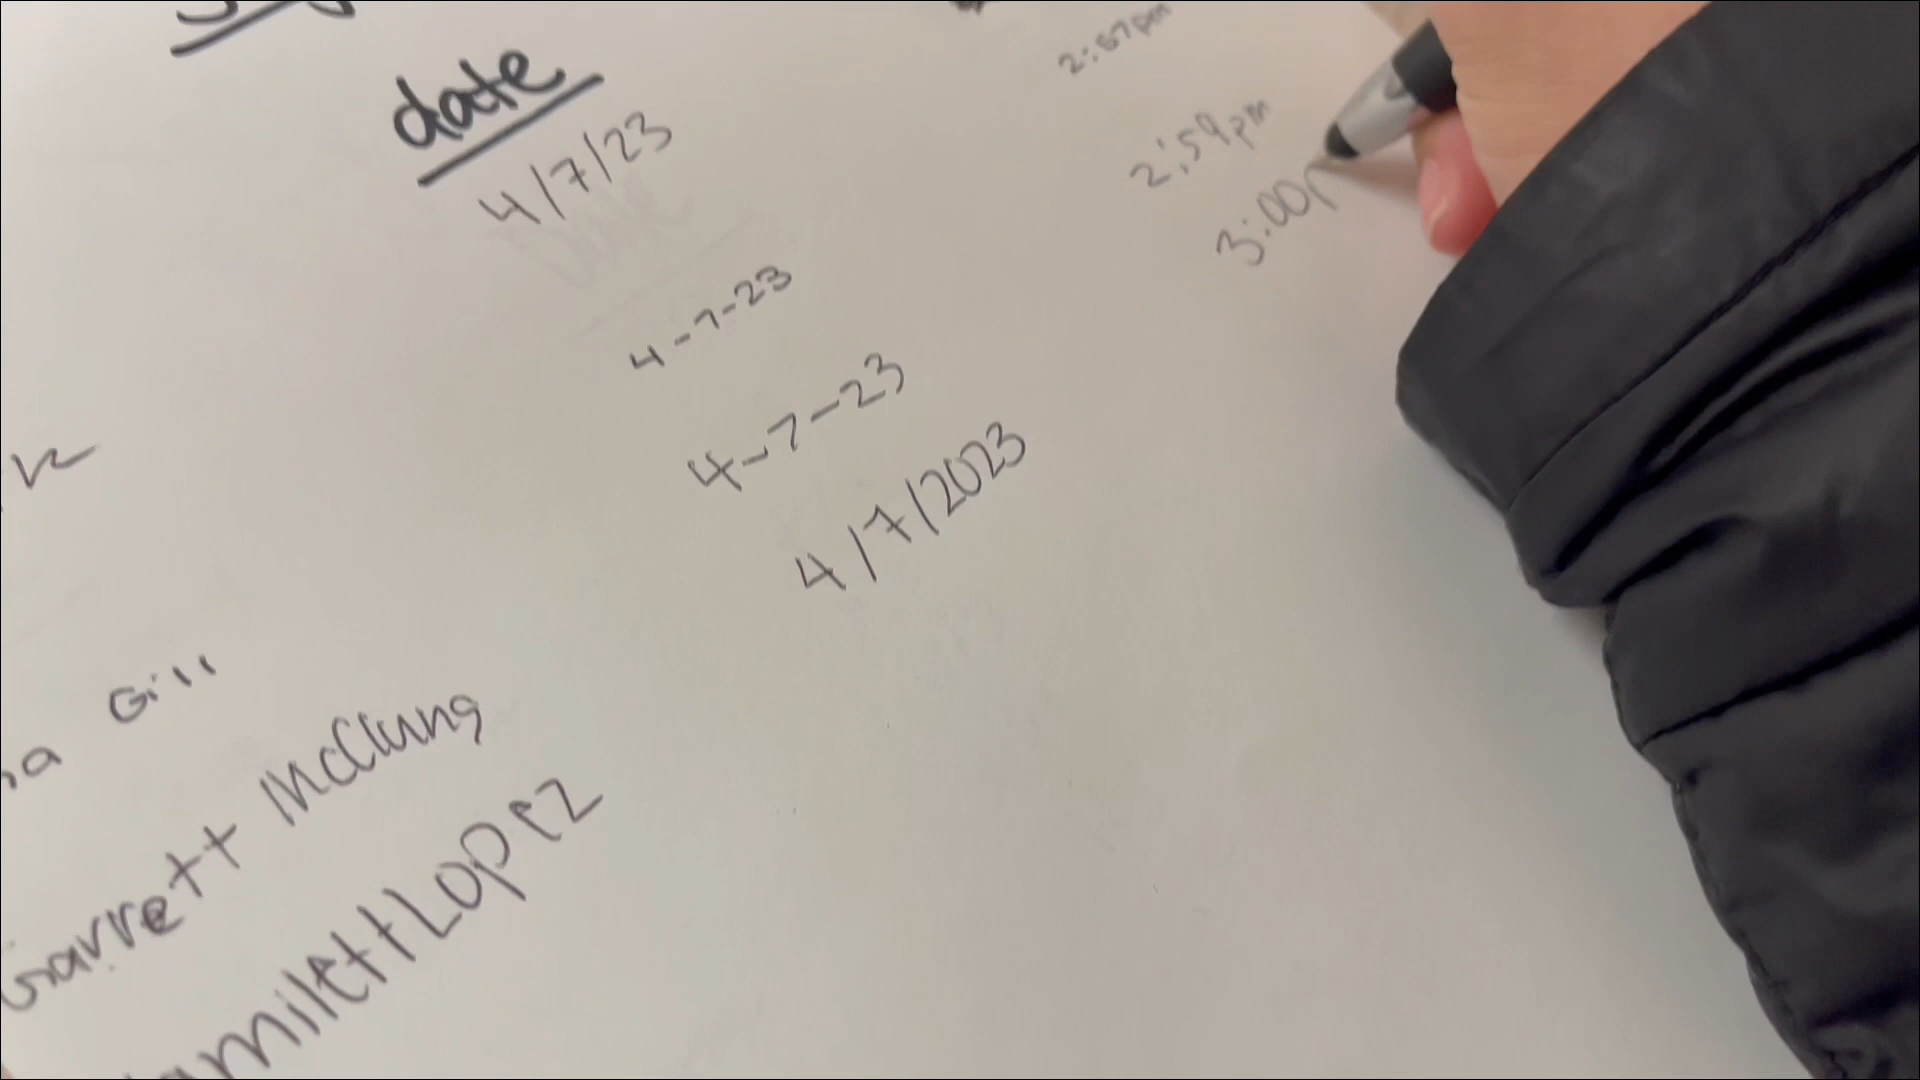 date
4/7/23
2:57pm
4-7-23
2:59pm
4-7-23
3:00p
4/7/2023
Gill
Garrett McClung
Lopez